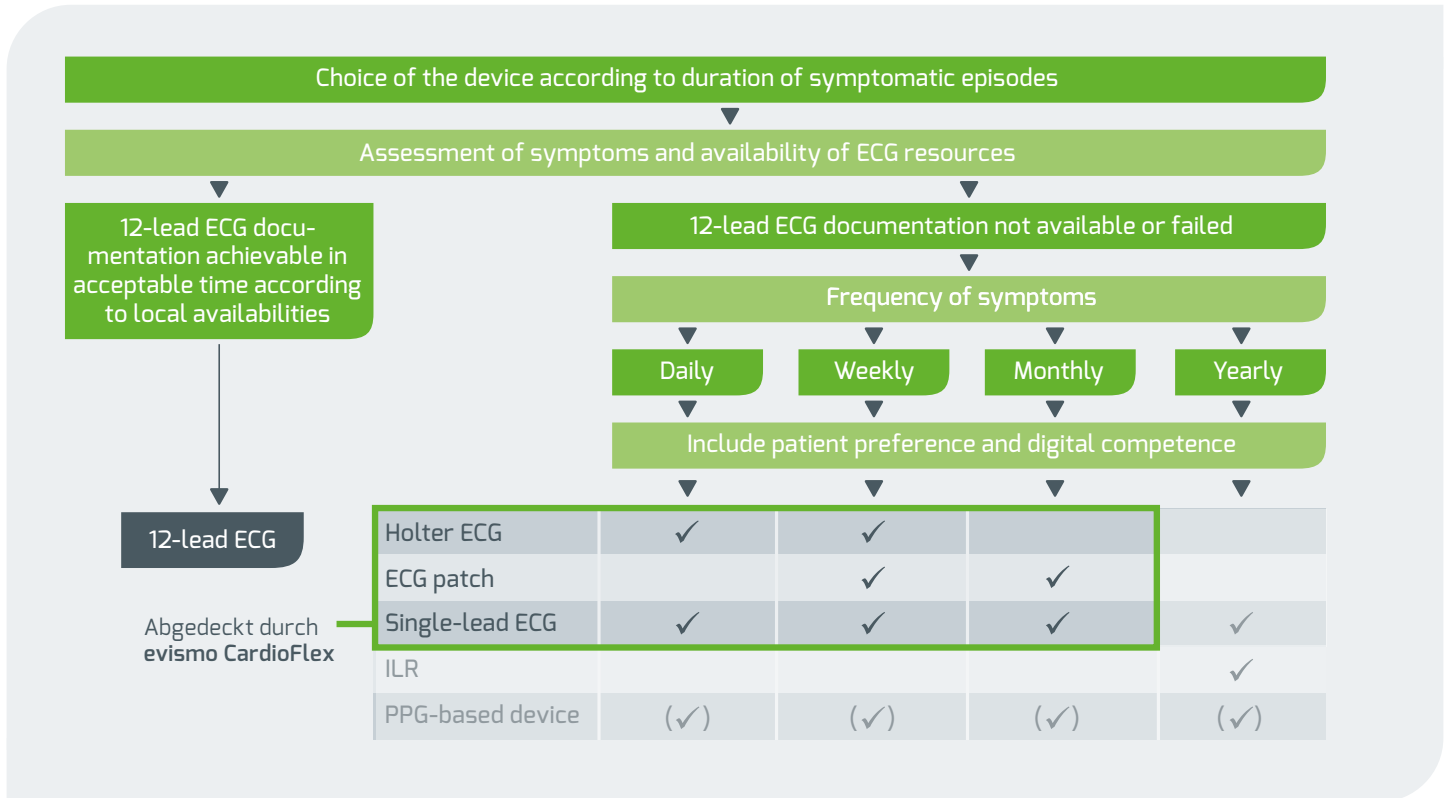 Choice of the device according to duration of symptomatic episodes
Assessment of symptoms and availability of ECG resources
12-lead ECG docu-
mentation achievable in
acceptable time according
to local availabilities
12-lead ECG documentation not available or failed
Frequency of symptoms
Daily Weekly Monthly Yearly
Include patient preference and digital competence
12-lead ECG
Holter ECG ✓ ✓
ECG patch ✓ ✓
Abgedeckt durch
evismo CardioFlex
Single-lead ECG ✓ ✓ ✓ ✓
ILR ✓
PPG-based device (✓) (✓) (✓) (✓)